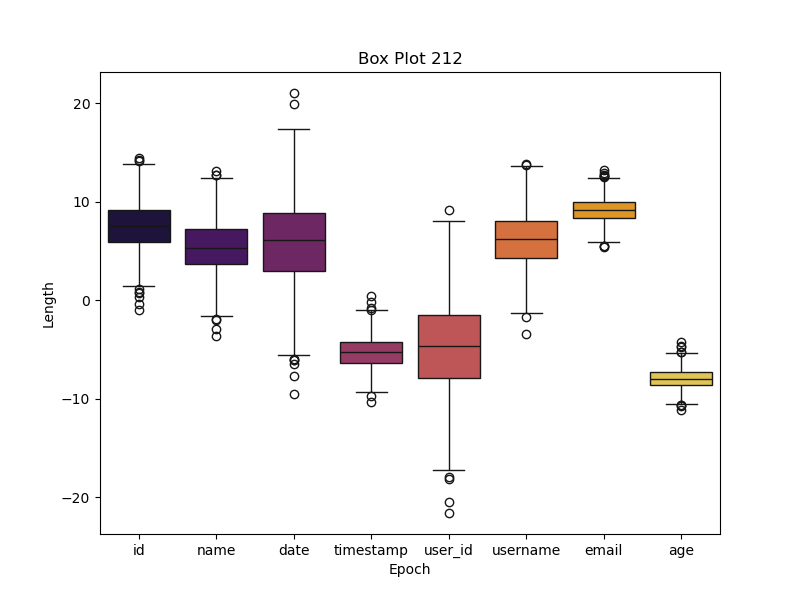 Box Plot 212
Length
20
10
0
−10
−20
id name date timestamp user_id username email age
Epoch